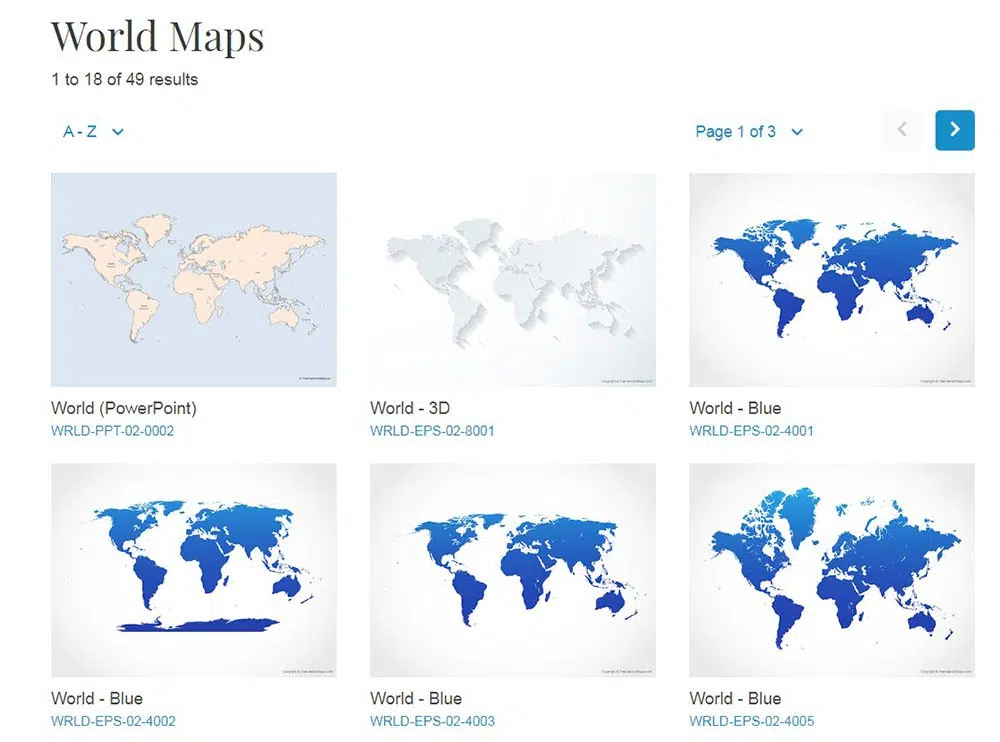 World Maps
1 to 18 of 49 results
A - Z
Page 1 of 3
World (PowerPoint)
WRLD-PPT-02-0002
World - 3D
WRLD-EPS-02-8001
World - Blue
WRLD-EPS-02-4001
World - Blue
WRLD-EPS-02-4002
World - Blue
WRLD-EPS-02-4003
World - Blue
WRLD-EPS-02-4005